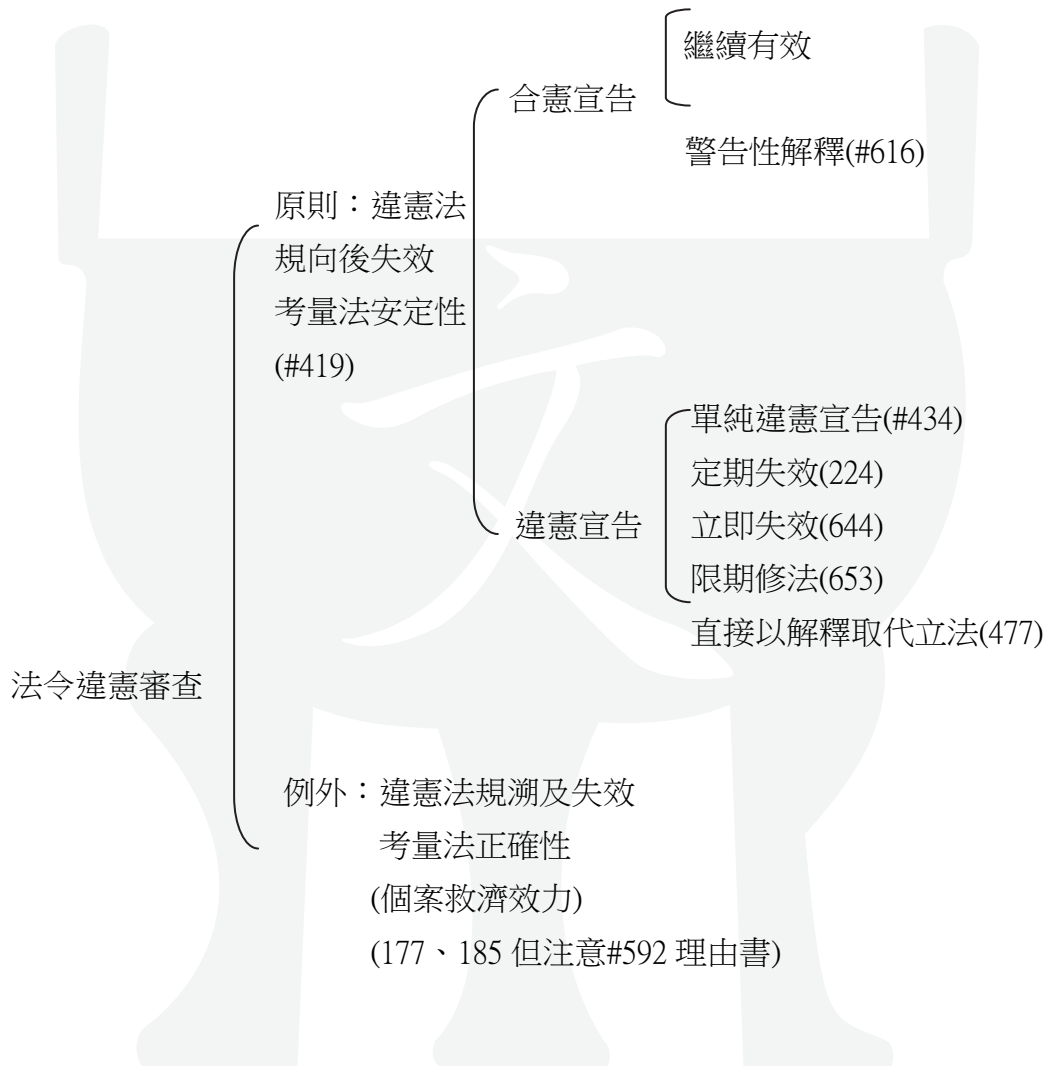 繼續有效
合憲宣告
警告性解釋(#616)
原則：違憲法
規向後失效
考量法安定性
(#419)
單純違憲宣告(#434)
定期失效(224)
違憲宣告
立即失效(644)
限期修法(653)
直接以解釋取代立法(477)
法令違憲審查
例外：違憲法規溯及失效
考量法正確性
(個案救濟效力)
(177、185 但注意#592 理由書)
文